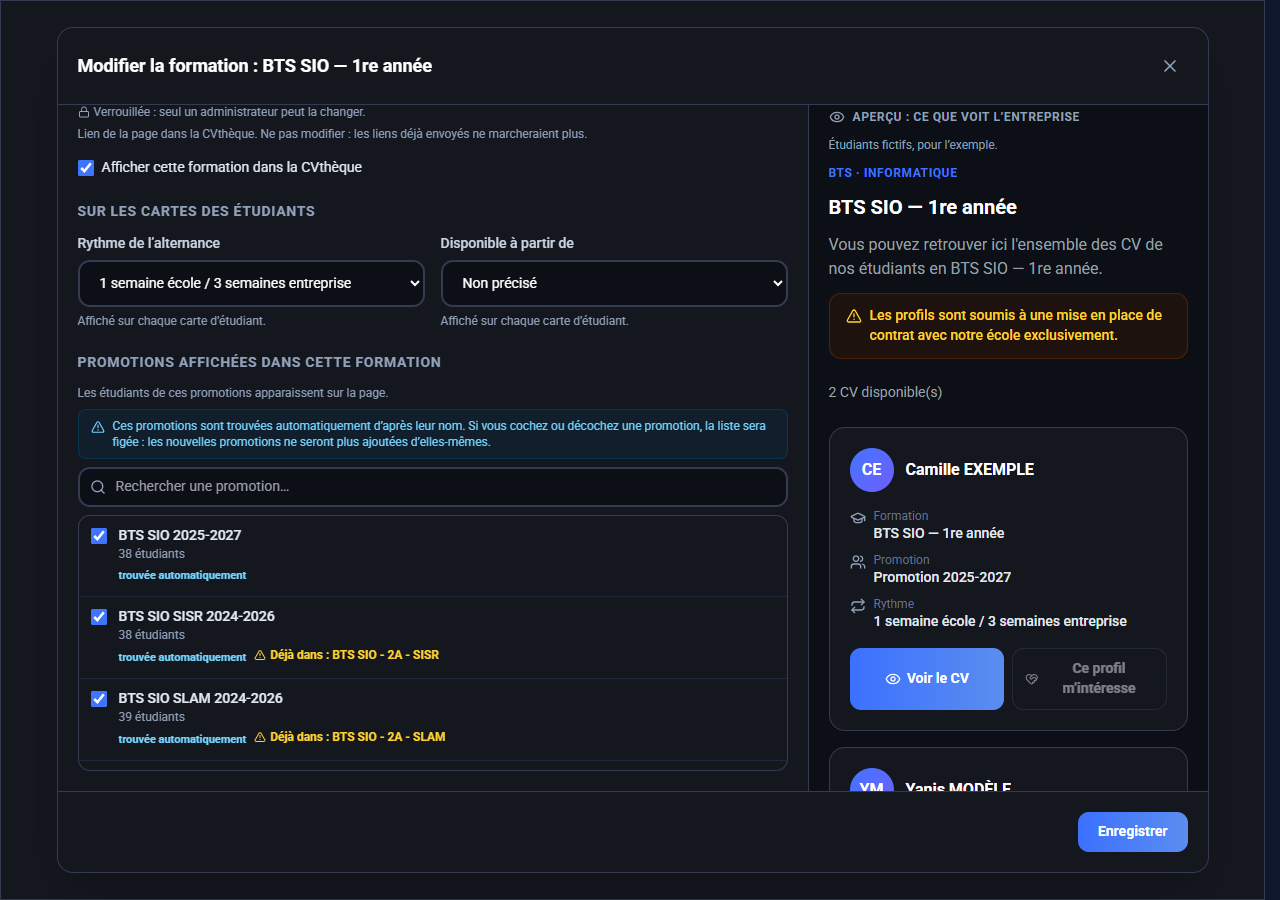 Modifier la formation : BTS SIO — 1re année
Verrouillée : seul un administrateur peut la changer.
Lien de la page dans la CVthèque. Ne pas modifier : les liens déjà envoyés ne marcheraient plus.
Afficher cette formation dans la CVthèque
SUR LES CARTES DES ÉTUDIANTS
Rythme de l’alternance
Disponible à partir de
1 semaine école / 3 semaines entreprise
Non précisé
Affiché sur chaque carte d’étudiant.
Affiché sur chaque carte d’étudiant.
PROMOTIONS AFFICHÉES DANS CETTE FORMATION
Les étudiants de ces promotions apparaissent sur la page.
Ces promotions sont trouvées automatiquement d’après leur nom. Si vous cochez ou décochez une promotion, la liste sera
figée : les nouvelles promotions ne seront plus ajoutées d’elles-mêmes.
Rechercher une promotion…
BTS SIO 2025-2027
38 étudiants
trouvée automatiquement
BTS SIO SISR 2024-2026
38 étudiants
trouvée automatiquement Déjà dans : BTS SIO - 2A - SISR
BTS SIO SLAM 2024-2026
39 étudiants
trouvée automatiquement Déjà dans : BTS SIO - 2A - SLAM
APERÇU : CE QUE VOIT L’ENTREPRISE
Étudiants fictifs, pour l’exemple.
BTS · INFORMATIQUE
BTS SIO — 1re année
Vous pouvez retrouver ici l'ensemble des CV de
nos étudiants en BTS SIO — 1re année.
Les profils sont soumis à une mise en place de
contrat avec notre école exclusivement.
2 CV disponible(s)
CE
Camille EXEMPLE
Formation
BTS SIO — 1re année
Promotion
Promotion 2025-2027
Rythme
1 semaine école / 3 semaines entreprise
Voir le CV
Ce profil
m’intéresse
YM
Yanis MODÈLE
Enregistrer